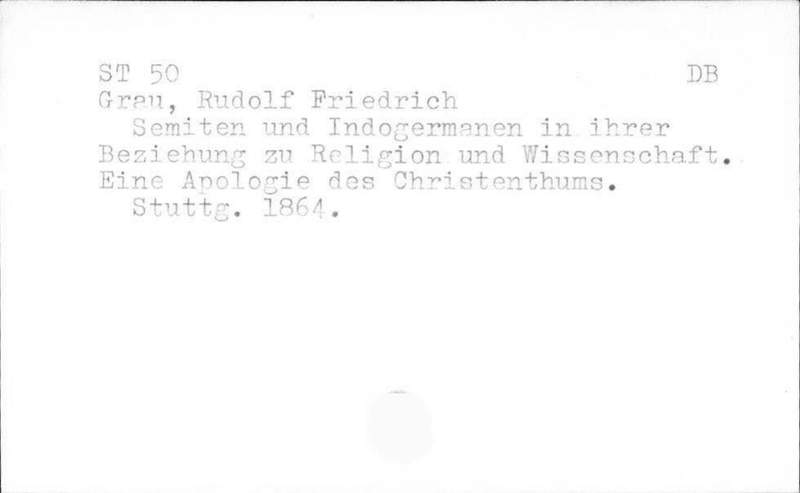 ST 50 DB
Grau, Rudolf Friedrich
Semiten und Indogermanen in ihrer
Beziehung zu Religion und Wissenschaft.
Eine Apologie des Christenthums.
Stuttg. 1864.